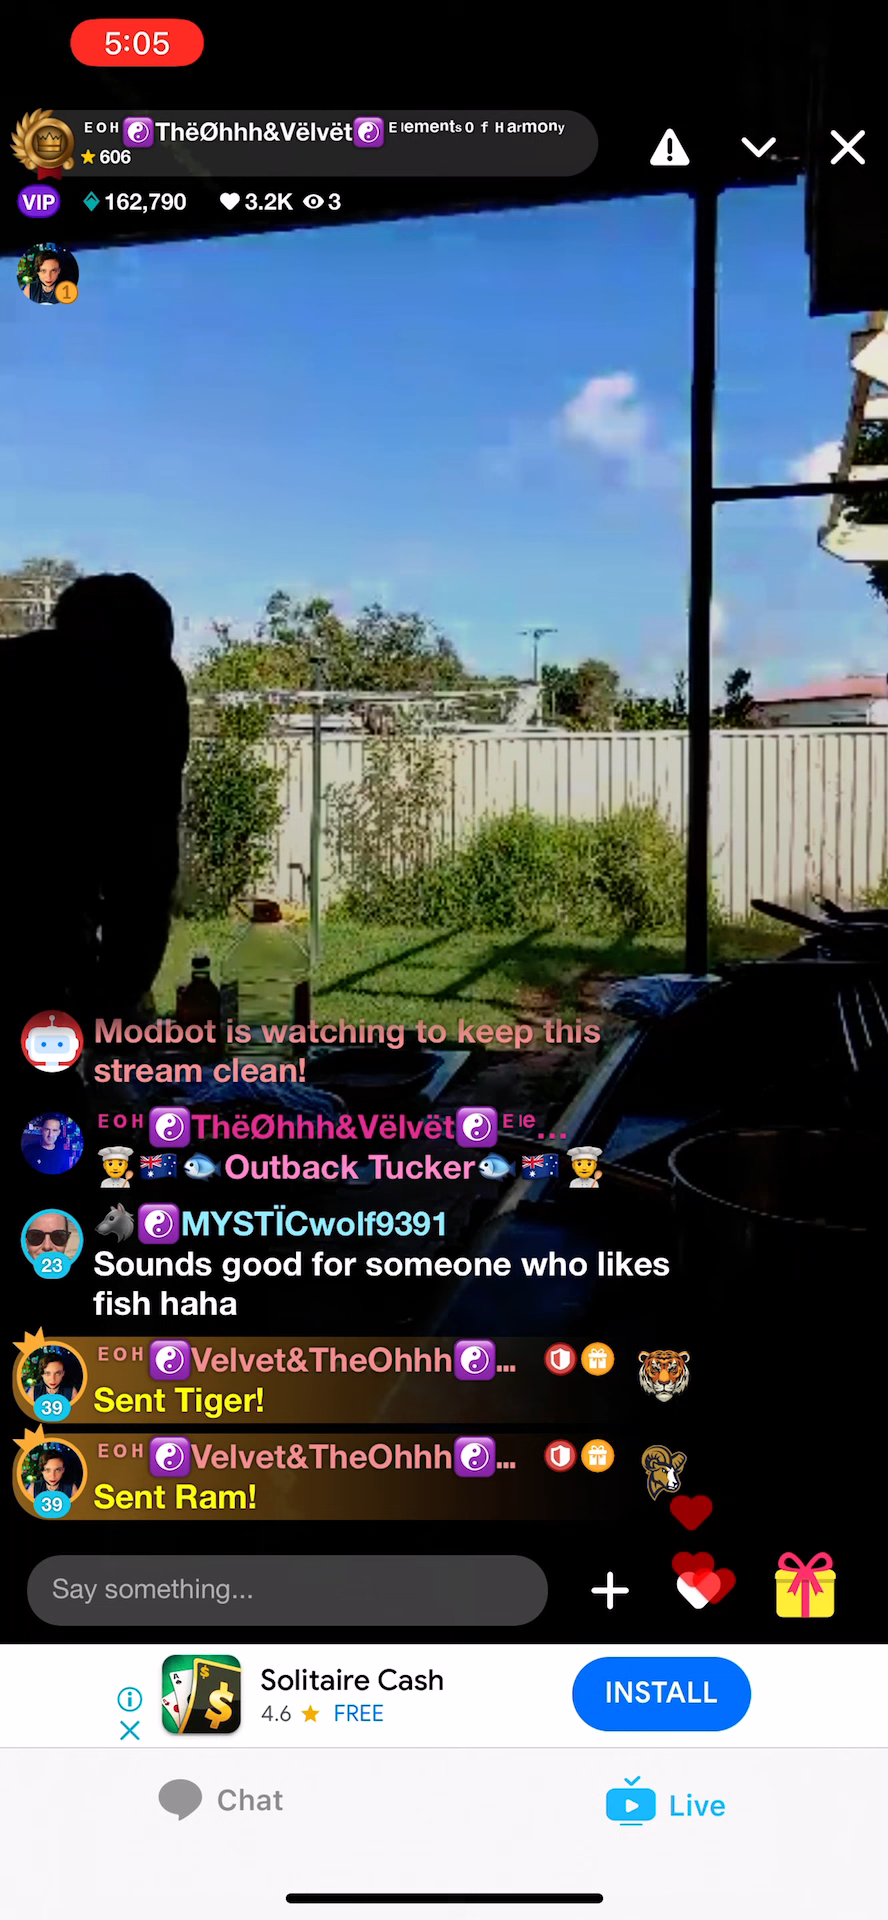 5:05
EOH☯ThëØhhh&Vëlvët☯Elements Of Harmony
606
VIP 162,790 3.2K 3
1
Modbot is watching to keep this
stream clean!
EOH☯ThëØhhh&Vëlvët☯Ele...
👨‍🍳🇦🇺🐟Outback Tucker🐟🇦🇺👨‍🍳
🐺☯MYSTÏCwolf9391
23
Sounds good for someone who likes
fish haha
EOH☯Velvet&TheOhhh☯...
39
Sent Tiger!
EOH☯Velvet&TheOhhh☯...
39
Sent Ram!
Say something...
Solitaire Cash
4.6 ★ FREE
INSTALL
Chat
Live